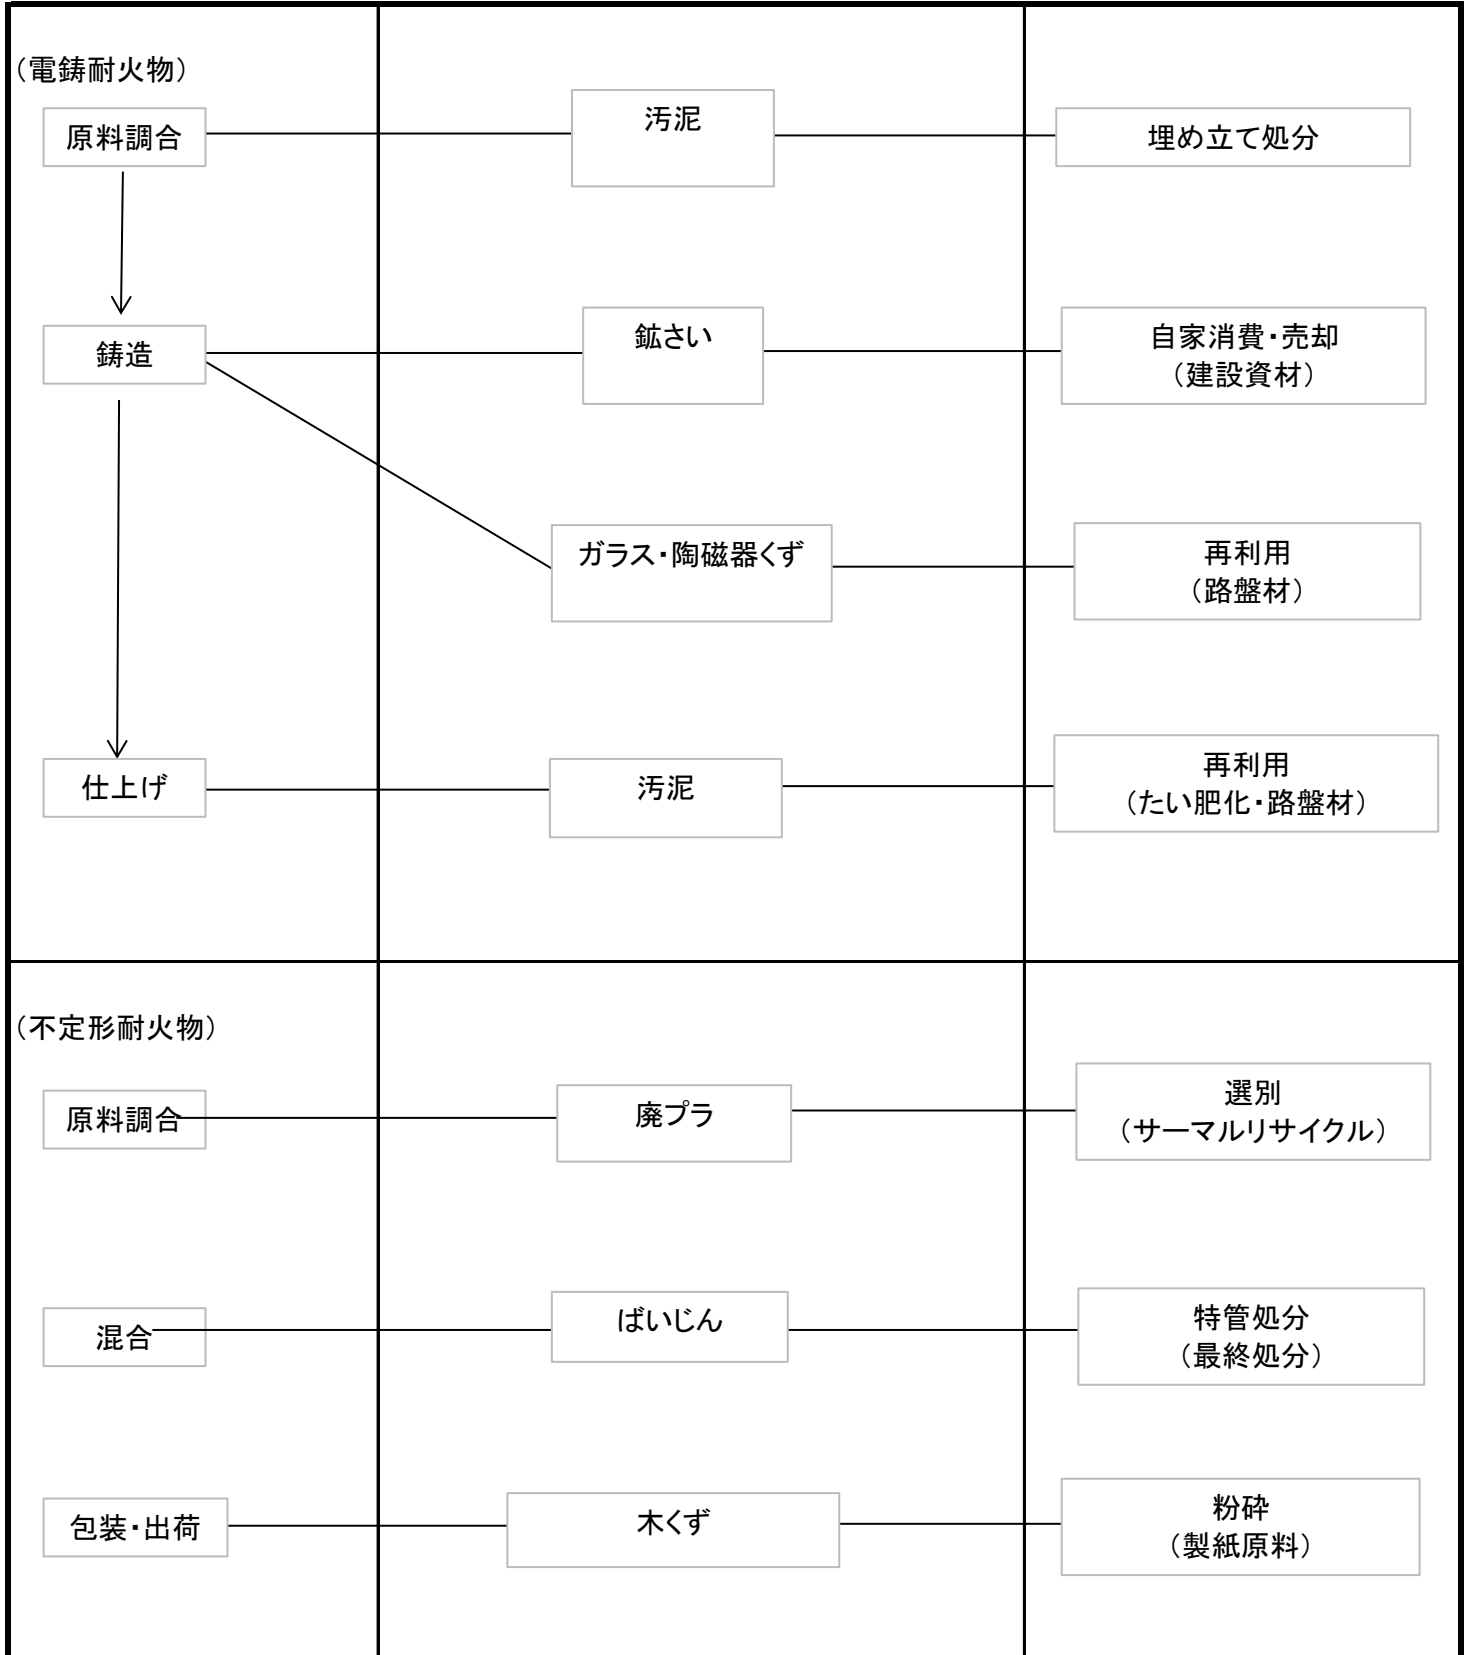 （電鋳耐火物）
原料調合
汚泥
埋め立て処分
鋳造
鉱さい
自家消費・売却
（建設資材）
ガラス・陶磁器くず
再利用
（路盤材）
仕上げ
汚泥
再利用
（たい肥化・路盤材）
（不定形耐火物）
原料調合
廃プラ
選別
（サーマルリサイクル）
混合
ばいじん
特管処分
（最終処分）
包装・出荷
木くず
粉砕
（製紙原料）